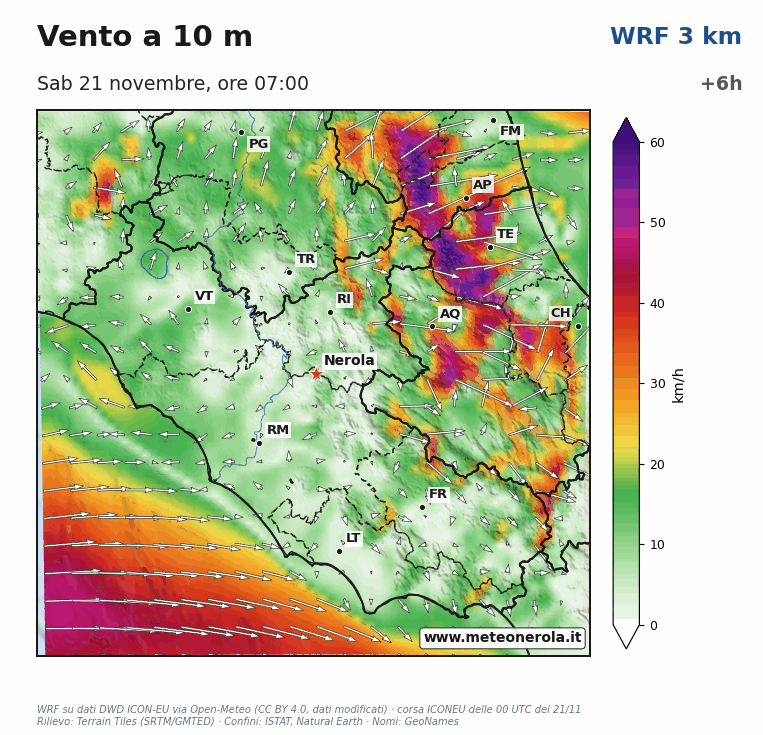 Vento a 10 m
WRF 3 km
Sab 21 novembre, ore 07:00
+6h
FM
PG
AP
TE
TR
VT
RI
AQ
CH
Nerola
RM
FR
LT
www.meteonerola.it
60
50
40
30
20
10
0
km/h
WRF su dati DWD ICON-EU via Open-Meteo (CC BY 4.0, dati modificati) · corsa ICONEU delle 00 UTC del 21/11
Rilievo: Terrain Tiles (SRTM/GMTED) · Confini: ISTAT, Natural Earth · Nomi: GeoNames